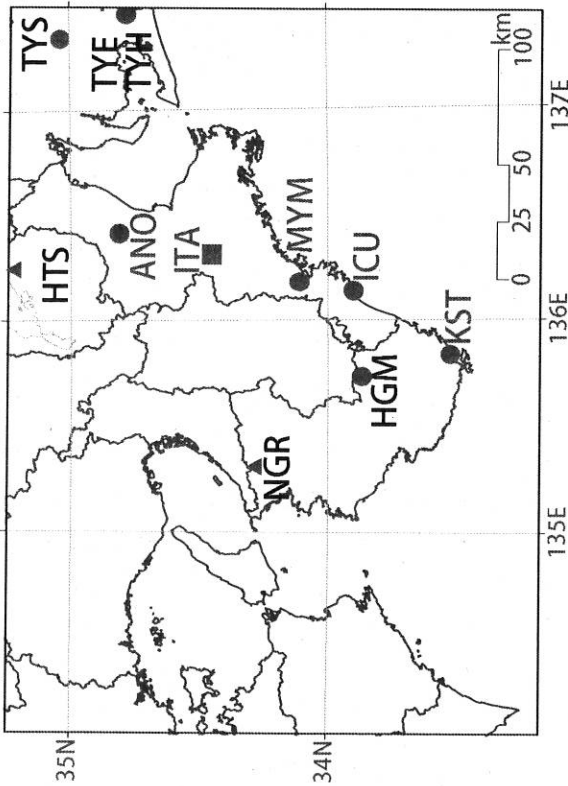 35N
34N
135E
136E
137E
HTS
TYS
TYE
TYH
ANO
ITA
MYM
ICU
KST
HGM
NGR
0 25 50 100
km